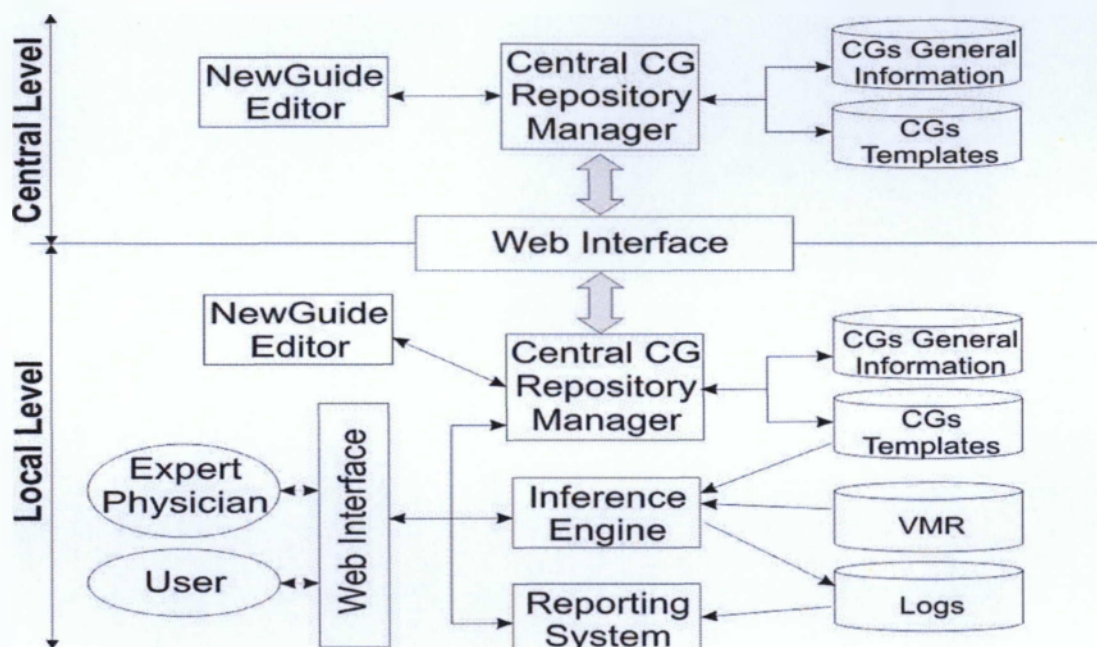 Central Level
NewGuide
Editor
Central CG
Repository
Manager
CGs General
Information
CGs
Templates
Web Interface
Local Level
NewGuide
Editor
Central CG
Repository
Manager
CGs General
Information
CGs
Templates
Expert
Physician
User
Web Interface
Inference
Engine
VMR
Reporting
System
Logs